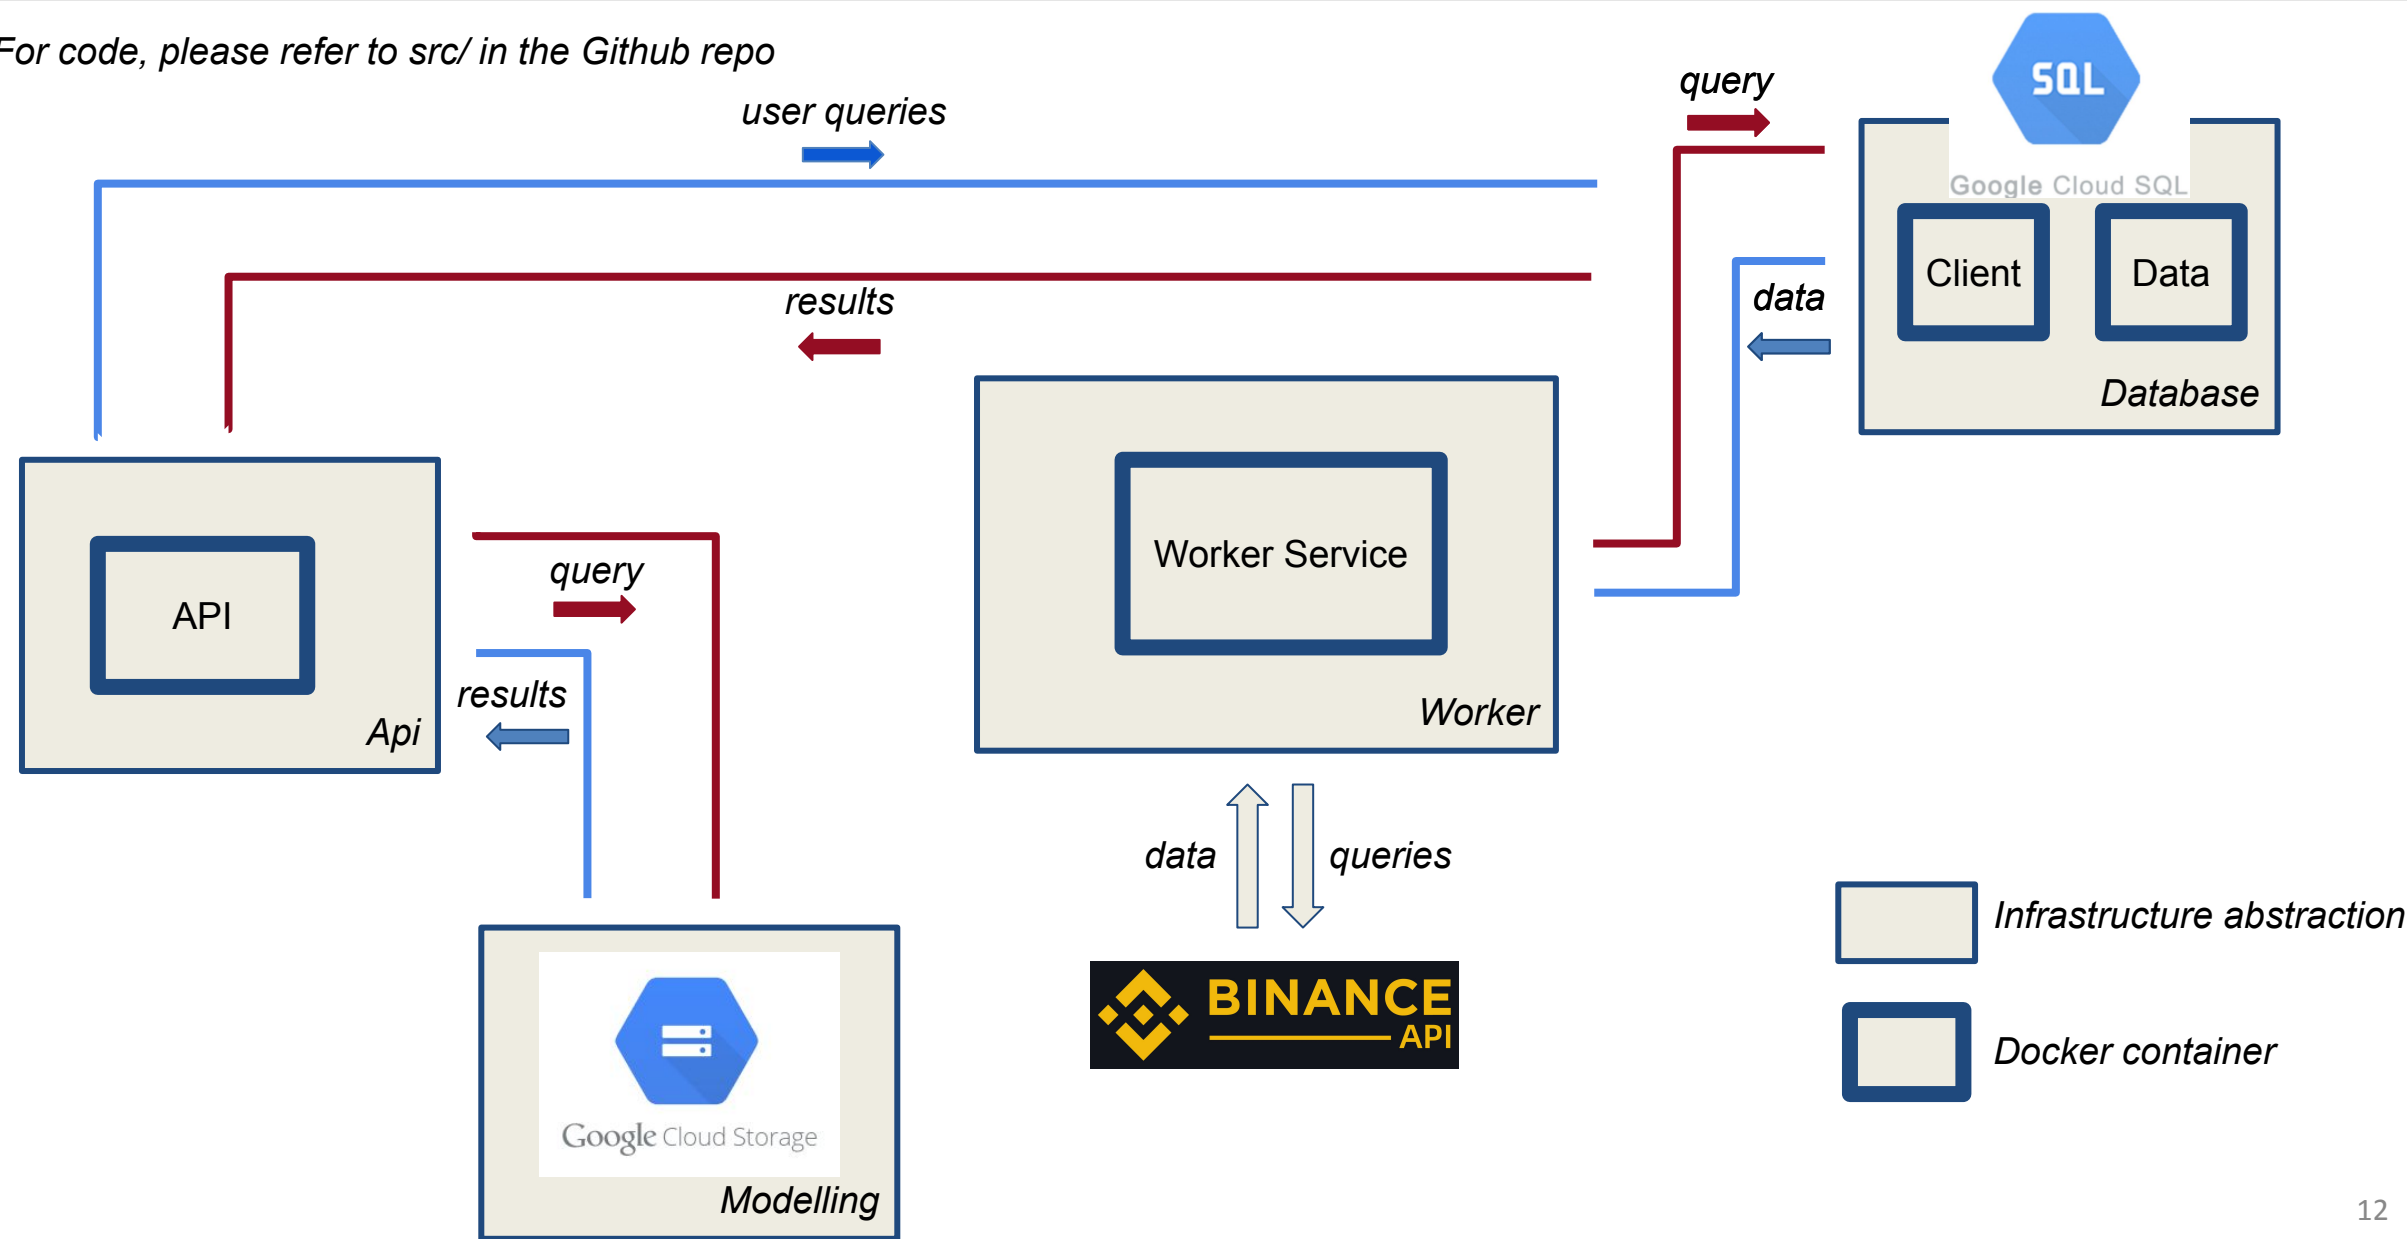 For code, please refer to src/ in the Github repo
user queries
query
SQL
Google Cloud SQL
results
data
Client
Data
Database
API
Api
query
results
Worker Service
Worker
data
queries
BINANCE
API
Google Cloud Storage
Modelling
Infrastructure abstraction
Docker container
12